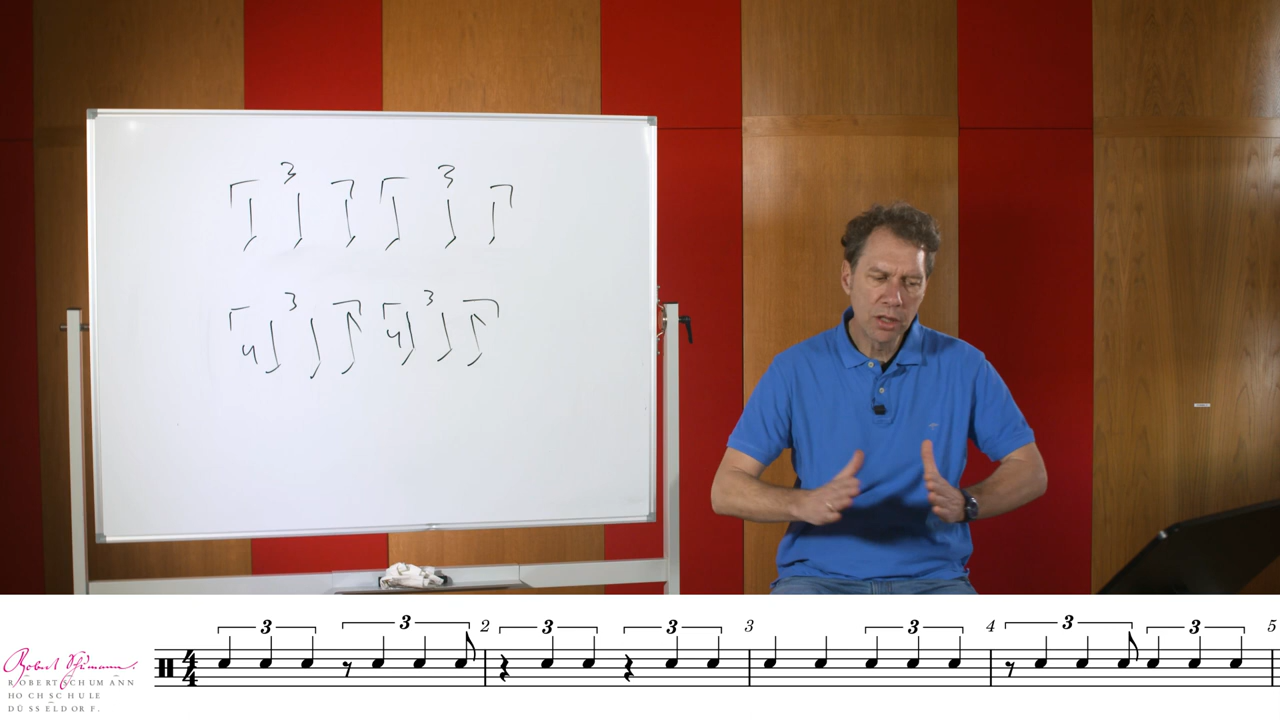 3 3
3 3
3 3 2 3 3 3 3 4 3 3 5
4
4
Robert Schumann
ROBERT SCHUMANN
HOCHSCHULE
DÜSSELDORF.